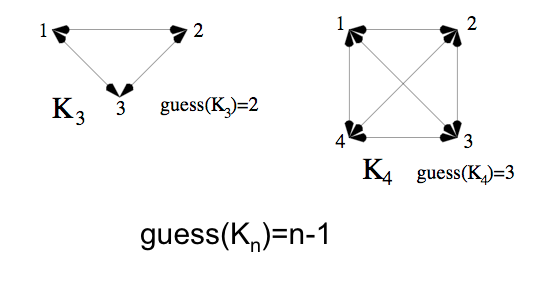 1
2
3
K₃
guess(K₃)=2
1
2
4
3
K₄
guess(K₄)=3
guess(Kₙ)=n-1